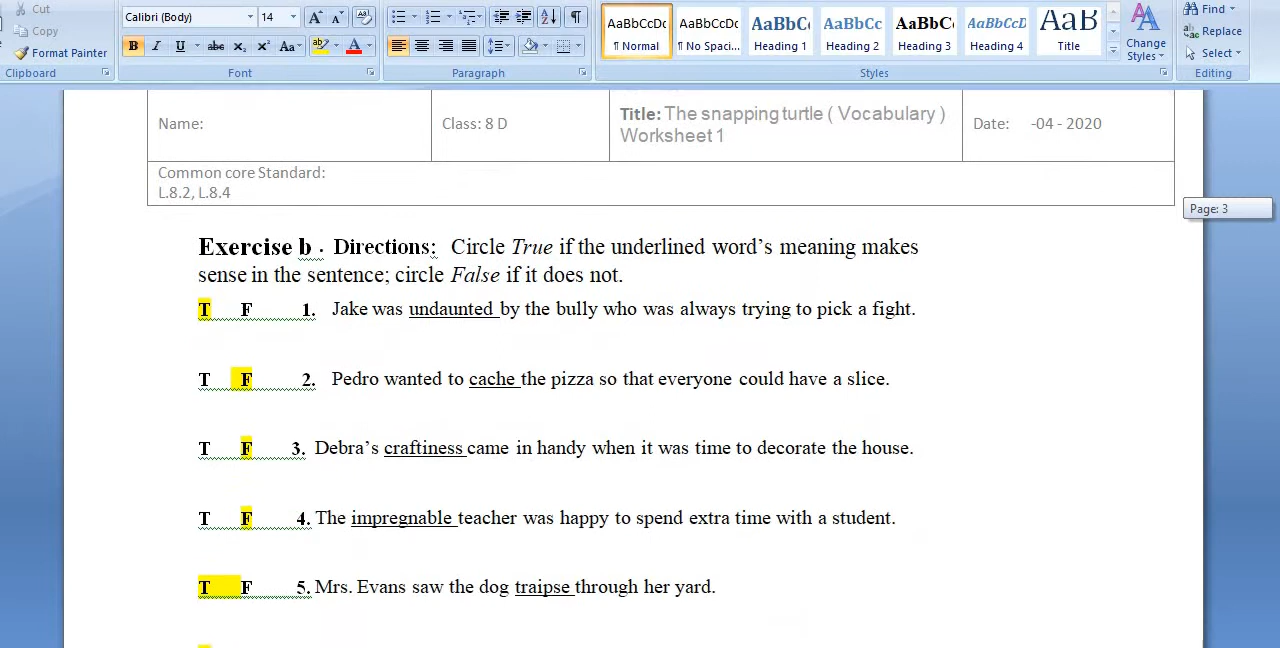 Cut
Copy
Format Painter
Clipboard
Calibri (Body) 14 A A Aa
B I U abc X₂ X² Aa ab A
Font
Paragraph
AaBbCcDc AaBbCcDc AaBbC AaBbCc AaBbC AaBbCcD AaB
¶ Normal ¶ No Spaci... Heading 1 Heading 2 Heading 3 Heading 4 Title
Styles
Change
Styles
Find
Replace
Select
Editing
Name: Class: 8 D Title: The snapping turtle ( Vocabulary ) Date: -04 - 2020
Worksheet 1
Common core Standard:
L.8.2, L.8.4
Page: 3
Exercise b . Directions: Circle True if the underlined word’s meaning makes
sense in the sentence; circle False if it does not.
T F 1. Jake was undaunted by the bully who was always trying to pick a fight.
T F 2. Pedro wanted to cache the pizza so that everyone could have a slice.
T F 3. Debra’s craftiness came in handy when it was time to decorate the house.
T F 4. The impregnable teacher was happy to spend extra time with a student.
T F 5. Mrs. Evans saw the dog traipse through her yard.